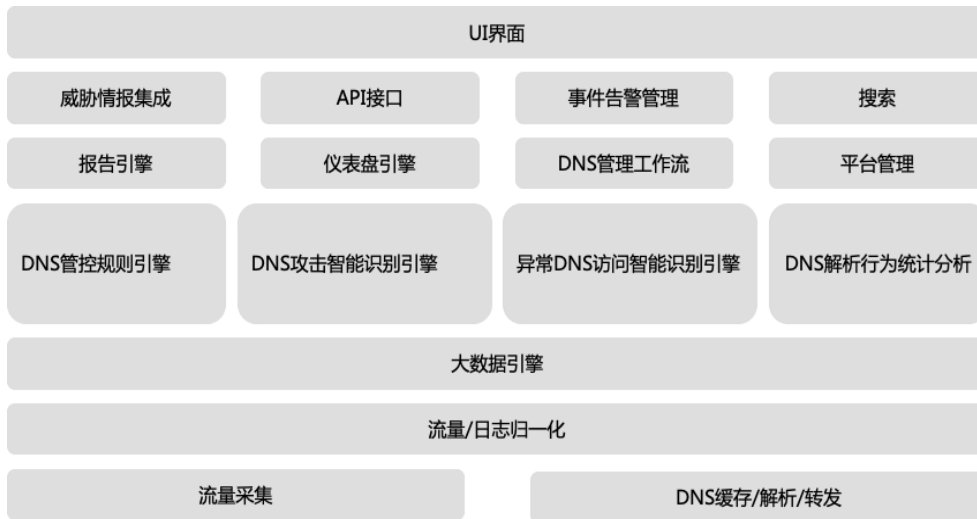 UI界面
威胁情报集成
API接口
事件告警管理
搜索
报告引擎
仪表盘引擎
DNS管理工作流
平台管理
DNS管控规则引擎
DNS攻击智能识别引擎
异常DNS访问智能识别引擎
DNS解析行为统计分析
大数据引擎
流量/日志归一化
流量采集
DNS缓存/解析/转发